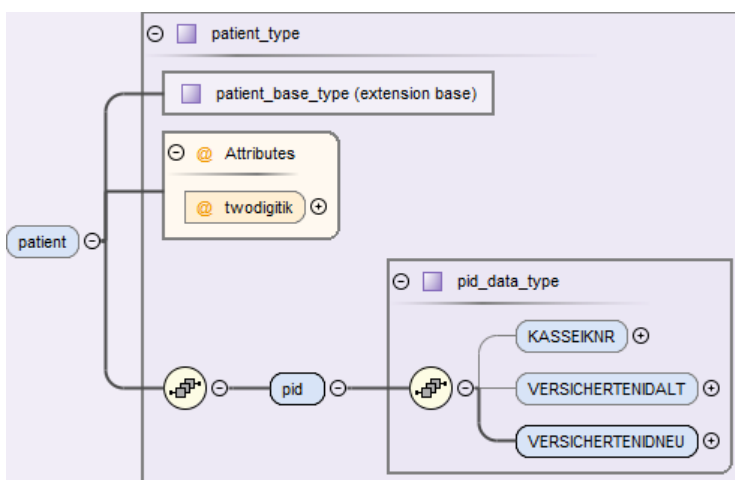 patient_type
patient_base_type (extension base)
@ Attributes
@ twodigitik
patient
pid_data_type
KASSEIKNR
pid
VERSICHERTENIDALT
VERSICHERTENIDNEU